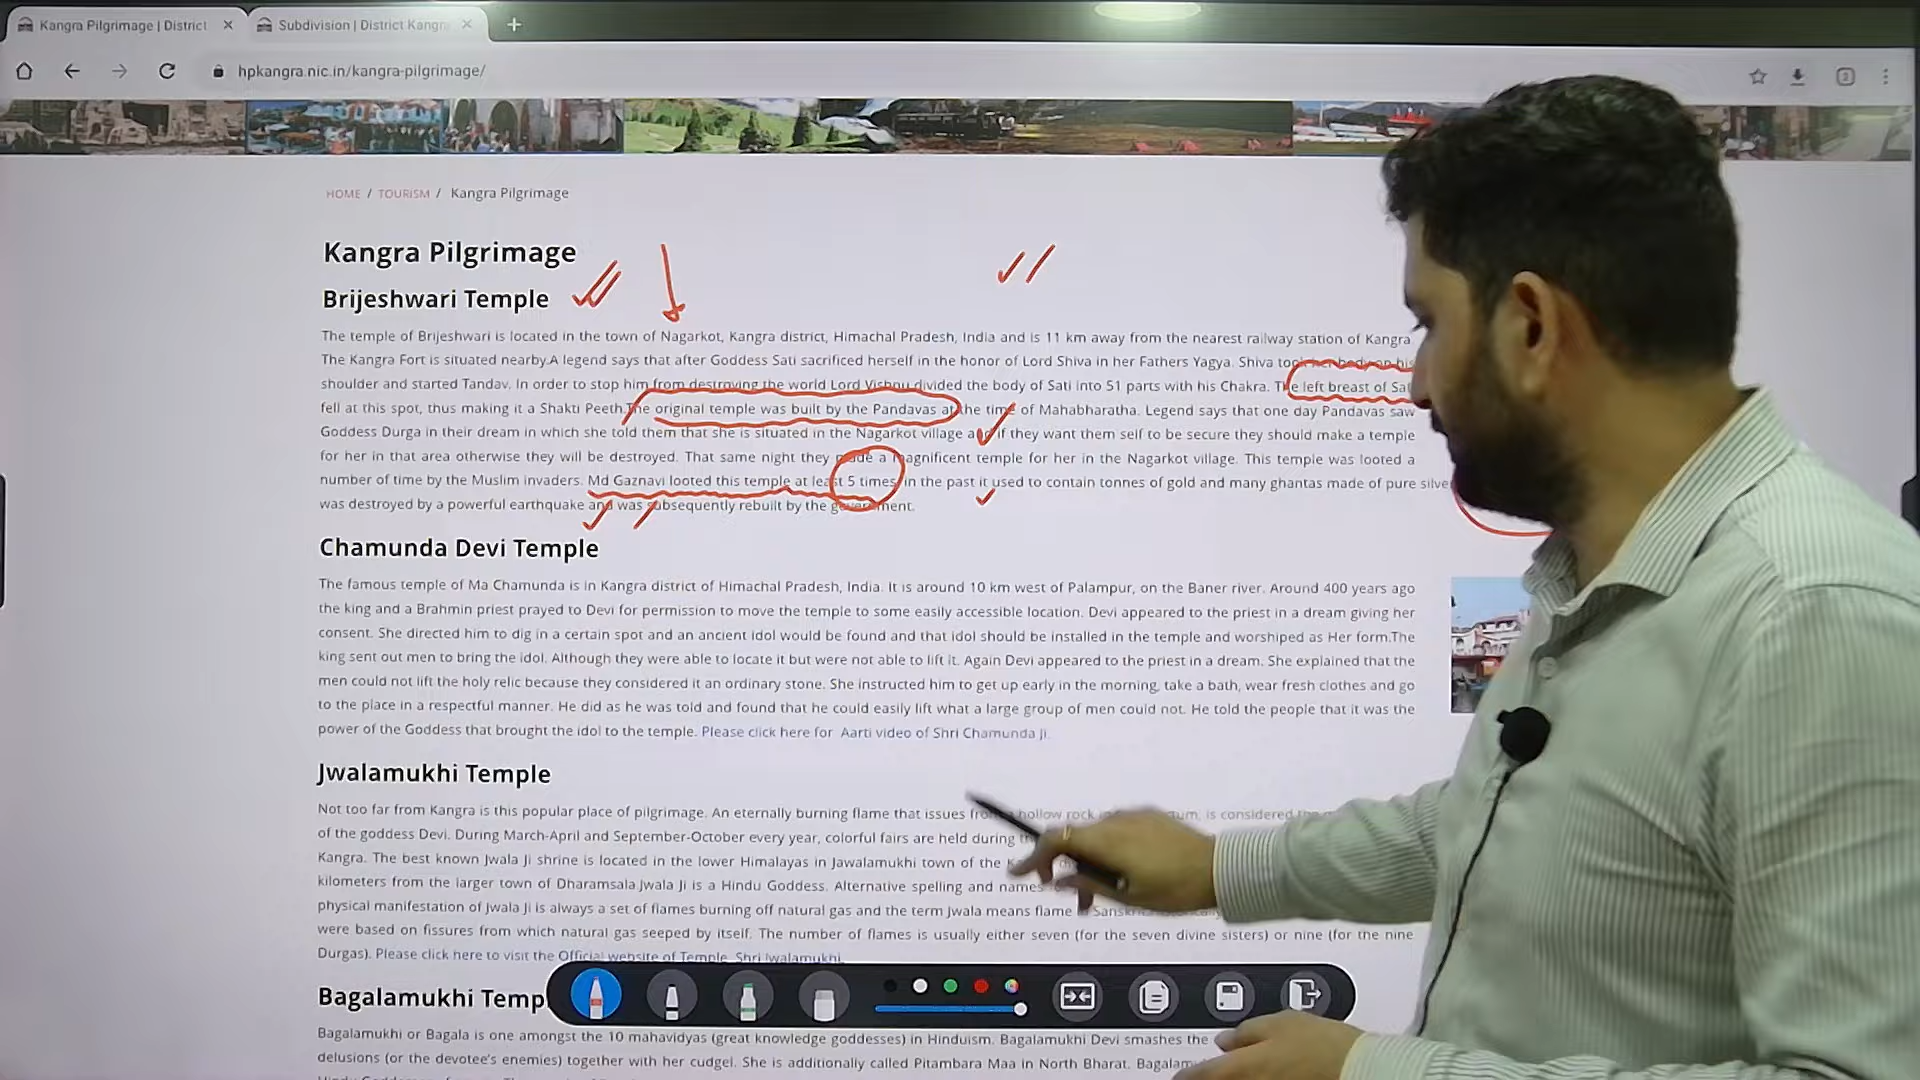 Kangra Pilgrimage | District
Subdivision | District Kangra
hpkangra.nic.in/kangra-pilgrimage/
HOME / TOURISM / Kangra Pilgrimage
Kangra Pilgrimage
Brijeshwari Temple
The temple of Brijeshwari is located in the town of Nagarkot, Kangra district, Himachal Pradesh, India and is 11 km away from the nearest railway station of Kangra.
The Kangra Fort is situated nearby.A legend says that after Goddess Sati sacrificed herself in the honor of Lord Shiva in her Fathers Yagya. Shiva took her body on his
shoulder and started Tandav. In order to stop him from destroying the world Lord Vishnu divided the body of Sati into 51 parts with his Chakra. The left breast of Sat
fell at this spot, thus making it a Shakti Peeth.The original temple was built by the Pandavas at the time of Mahabharatha. Legend says that one day Pandavas saw
Goddess Durga in their dream in which she told them that she is situated in the Nagarkot village and if they want them self to be secure they should make a temple
for her in that area otherwise they will be destroyed. That same night they made a magnificent temple for her in the Nagarkot village. This temple was looted a
number of time by the Muslim invaders. Md Gaznavi looted this temple at least 5 times, in the past it used to contain tonnes of gold and many ghantas made of pure silve
was destroyed by a powerful earthquake and was subsequently rebuilt by the government.
Chamunda Devi Temple
The famous temple of Ma Chamunda is in Kangra district of Himachal Pradesh, India. It is around 10 km west of Palampur, on the Baner river. Around 400 years ago
the king and a Brahmin priest prayed to Devi for permission to move the temple to some easily accessible location. Devi appeared to the priest in a dream giving her
consent. She directed him to dig in a certain spot and an ancient idol would be found and that idol should be installed in the temple and worshiped as Her form.The
king sent out men to bring the idol. Although they were able to locate it but were not able to lift it. Again Devi appeared to the priest in a dream. She explained that the
men could not lift the holy relic because they considered it an ordinary stone. She instructed him to get up early in the morning, take a bath, wear fresh clothes and go
to the place in a respectful manner. He did as he was told and found that he could easily lift what a large group of men could not. He told the people that it was the
power of the Goddess that brought the idol to the temple. Please click here for Aarti video of Shri Chamunda Ji.
Jwalamukhi Temple
Not too far from Kangra is this popular place of pilgrimage. An eternally burning flame that issues from a hollow rock in is considered the
of the goddess Devi. During March-April and September-October every year, colorful fairs are held during
Kangra. The best known Jwala Ji shrine is located in the lower Himalayas in Jawalamukhi town of the
kilometers from the larger town of Dharamsala.Jwala Ji is a Hindu Goddess. Alternative spelling and names
physical manifestation of Jwala Ji is always a set of flames burning off natural gas and the term Jwala means flame
were based on fissures from which natural gas seeped by itself. The number of flames is usually either seven (for the seven divine sisters) or nine (for the nine
Durgas). Please click here to visit the Official website of Temple, Shri Jwalamukhi.
Bagalamukhi Temp
Bagalamukhi or Bagala is one amongst the 10 mahavidyas (great knowledge goddesses) in Hinduism. Bagalamukhi Devi smashes the
delusions (or the devotee's enemies) together with her cudgel. She is additionally called Pitambara Maa in North Bharat.